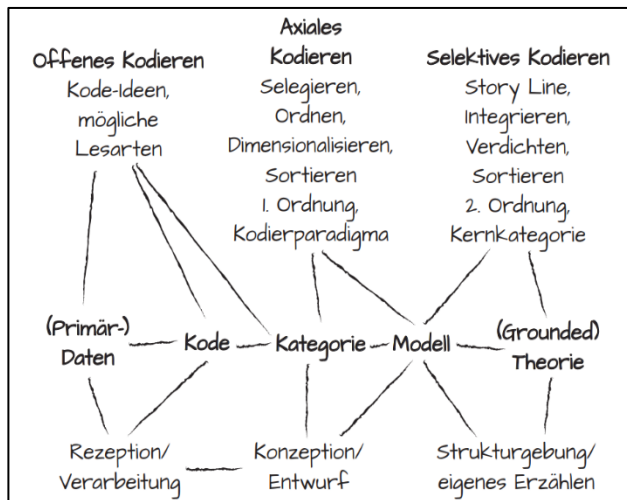 Offenes Kodieren
Kode-Ideen,
mögliche
Lesarten
Axiales
Kodieren
Selegieren,
Ordnen,
Dimensionalisieren,
Sortieren
1. Ordnung,
Kodierparadigma
Selektives Kodieren
Story Line,
Integrieren,
Verdichten,
Sortieren
2. Ordnung,
Kernkategorie
(Primär-)
Daten
Kode
Kategorie
Modell
(Grounded)
Theorie
Rezeption/
Verarbeitung
Konzeption/
Entwurf
Strukturgebung/
eigenes Erzählen